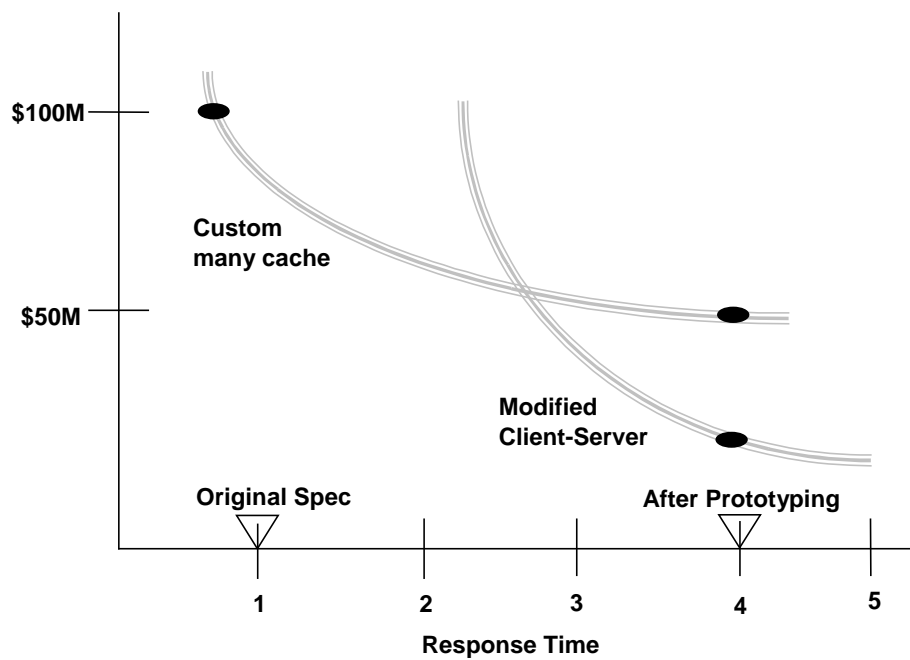 $100M
Custom
many cache
$50M
Modified
Client-Server
Original Spec
After Prototyping
1
2
3
4
5
Response Time